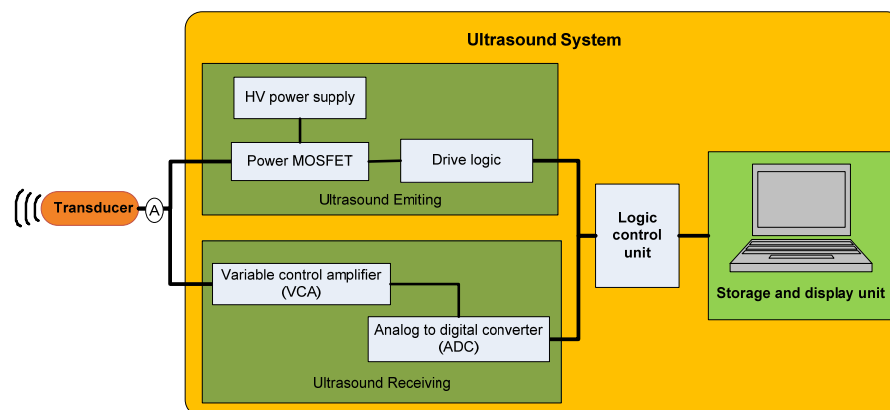 Ultrasound System
HV power supply
Power MOSFET
Drive logic
Ultrasound Emiting
Transducer
A
Logic
control
unit
Variable control amplifier
(VCA)
Analog to digital converter
(ADC)
Ultrasound Receiving
Storage and display unit